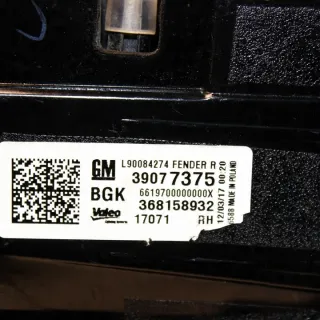 GM L90084274 FENDER R
39077375
BGK 661970000000X
Valeo 368158932
17071 RH
12/03/17 00:20
MADE IN POLAND